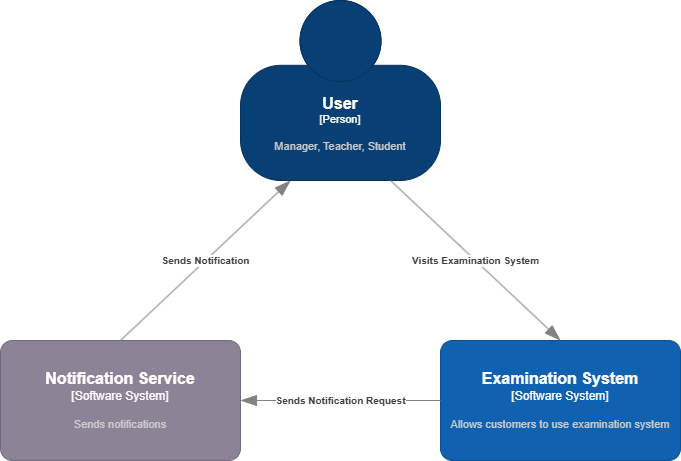 User
[Person]
Manager, Teacher, Student
Sends Notification
Visits Examination System
Notification Service
[Software System]
Sends notifications
Sends Notification Request
Examination System
[Software System]
Allows customers to use examination system